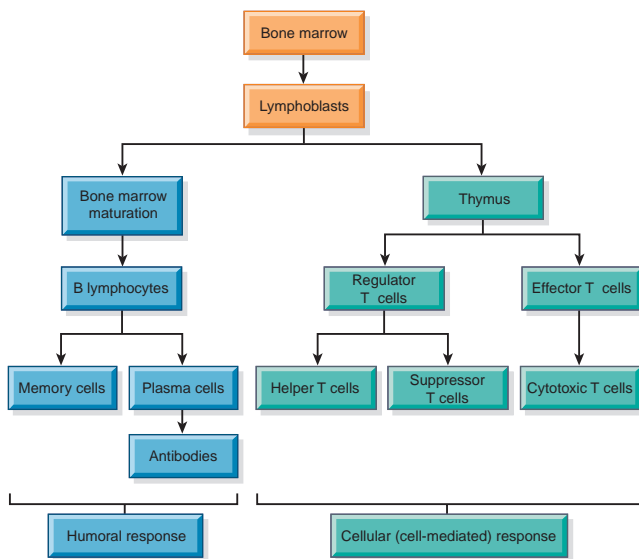 Bone marrow
Lymphoblasts
Bone marrow
maturation
Thymus
B lymphocytes
Regulator
T cells
Effector T cells
Memory cells
Plasma cells
Helper T cells
Suppressor
T cells
Cytotoxic T cells
Antibodies
Humoral response
Cellular (cell-mediated) response